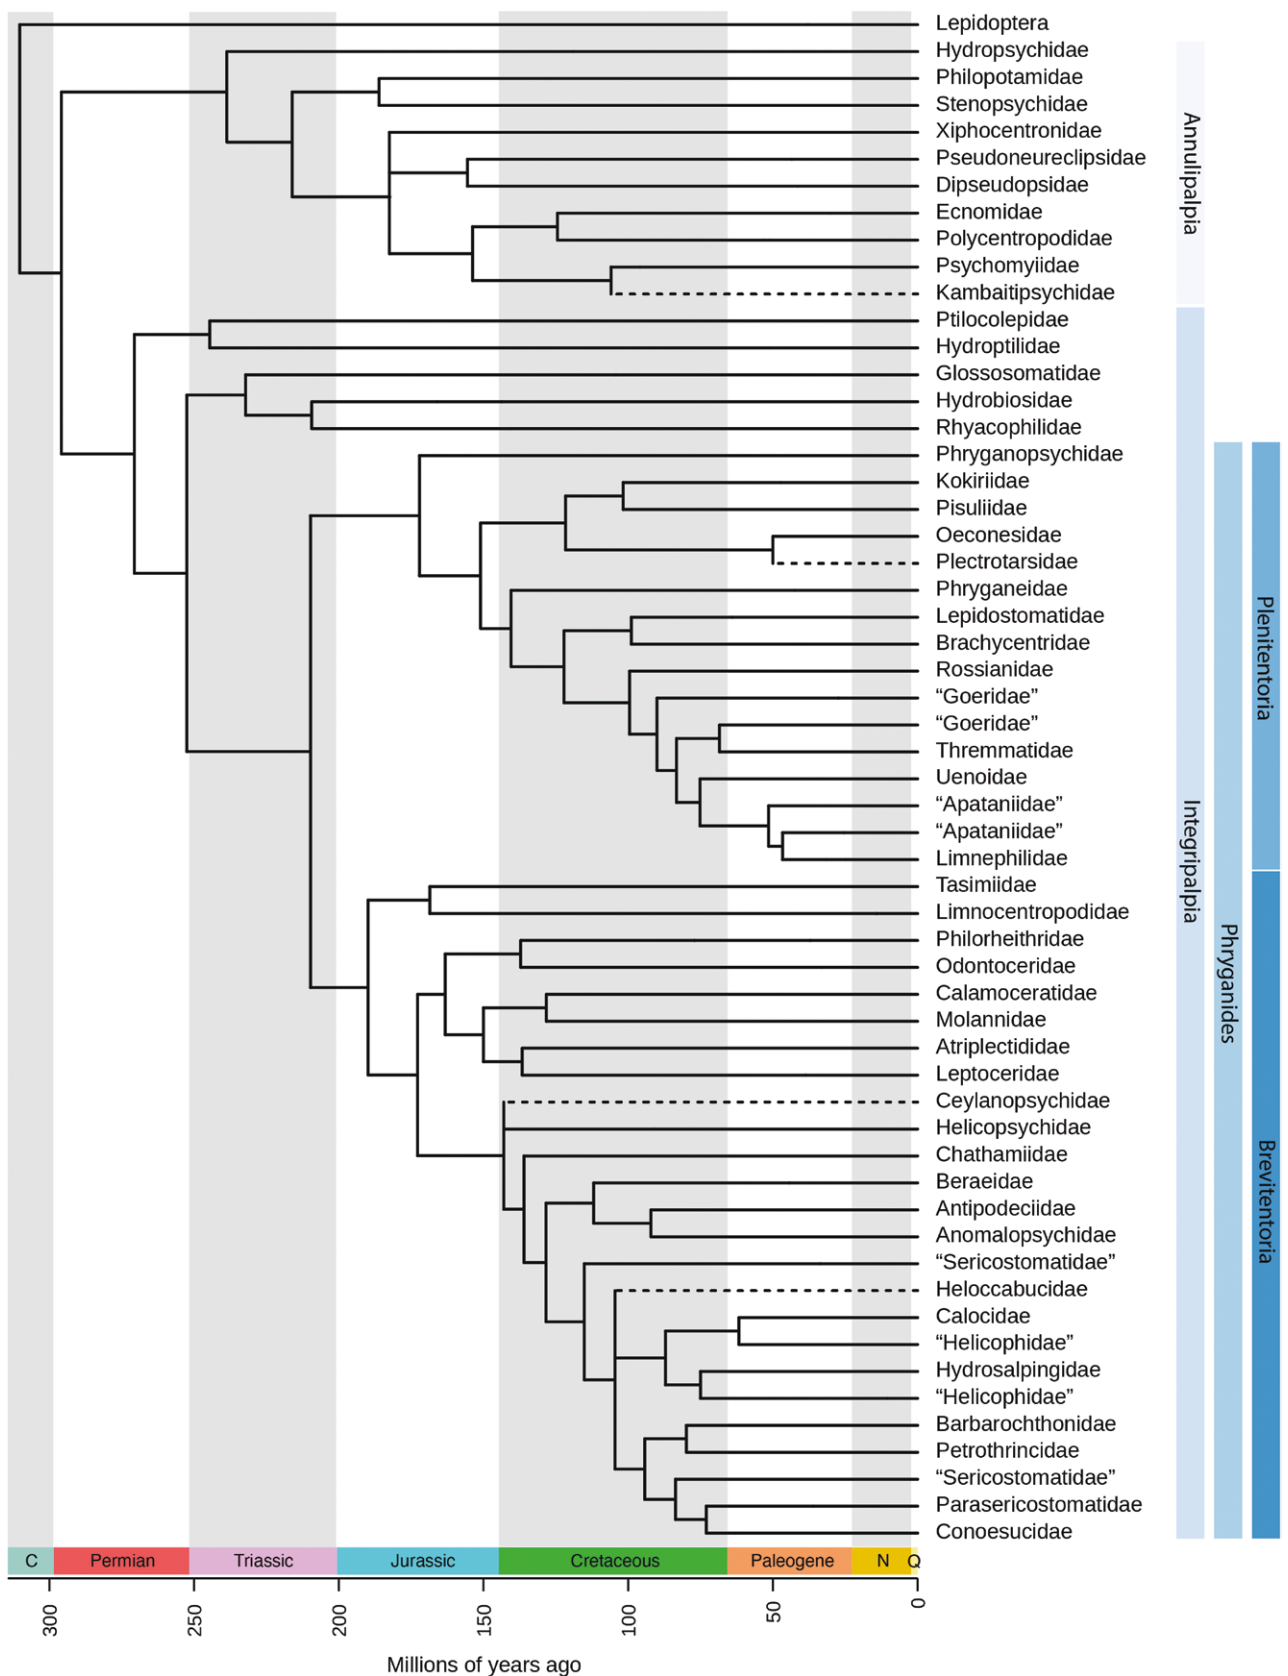 Lepidoptera
Hydropsychidae
Philopotamidae
Stenopsychidae
Xiphocentronidae
Pseudoneureclipsidae
Dipseudopsidae
Ecnomidae
Polycentropodidae
Psychomyiidae
Kambaitipsychidae
Ptilocolepidae
Hydroptilidae
Glossosomatidae
Hydrobiosidae
Rhyacophilidae
Phryganopsychidae
Kokiriidae
Pisuliidae
Oeconesidae
Plectrotarsidae
Phryganeidae
Lepidostomatidae
Brachycentridae
Rossianidae
“Goeridae”
“Goeridae”
Thremmatidae
Uenoidae
“Apataniidae”
“Apataniidae”
Limnephilidae
Tasimiidae
Limnocentropodidae
Philorheithridae
Odontoceridae
Calamoceratidae
Molannidae
Atriplectididae
Leptoceridae
Ceylanopsychidae
Helicopsychidae
Chathamiidae
Beraeidae
Antipodeciidae
Anomalopsychidae
“Sericostomatidae”
Heloccabucidae
Calocidae
“Helicophidae”
Hydrosalpingidae
“Helicophidae”
Barbarochthonidae
Petrothrincidae
“Sericostomatidae”
Parasericostomatidae
Conoesucidae
Annulipalpia
Integripalpia
Phryganides
Plenitentoria
Brevitentoria
C Permian Triassic Jurassic Cretaceous Paleogene N Q
300 250 200 150 100 50 0
Millions of years ago